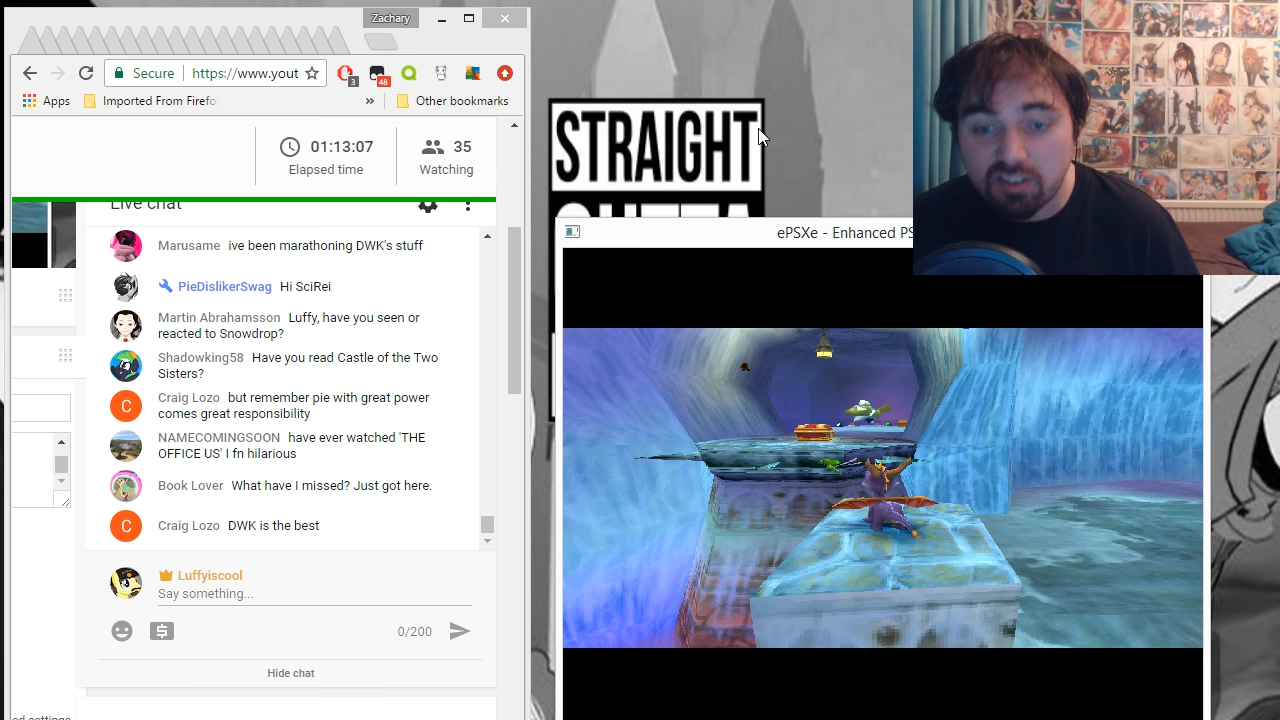 Zachary
Secure
https://www.yout
3
48
Apps
Imported From Firefo
»
Other bookmarks
01:13:07
Elapsed time
35
Watching
Live chat
Marusame ive been marathoning DWK's stuff
PieDislikerSwag Hi SciRei
Martin Abrahamsson Luffy, have you seen or
reacted to Snowdrop?
Shadowking58 Have you read Castle of the Two
Sisters?
C
Craig Lozo but remember pie with great power
comes great responsibility
NAMECOMINGSOON have ever watched 'THE
OFFICE US' I fn hilarious
Book Lover What have I missed? Just got here.
C
Craig Lozo DWK is the best
Luffyiscool
Say something...
0/200
Hide chat
ed settings
STRAIGHT
ePSXe - Enhanced PS